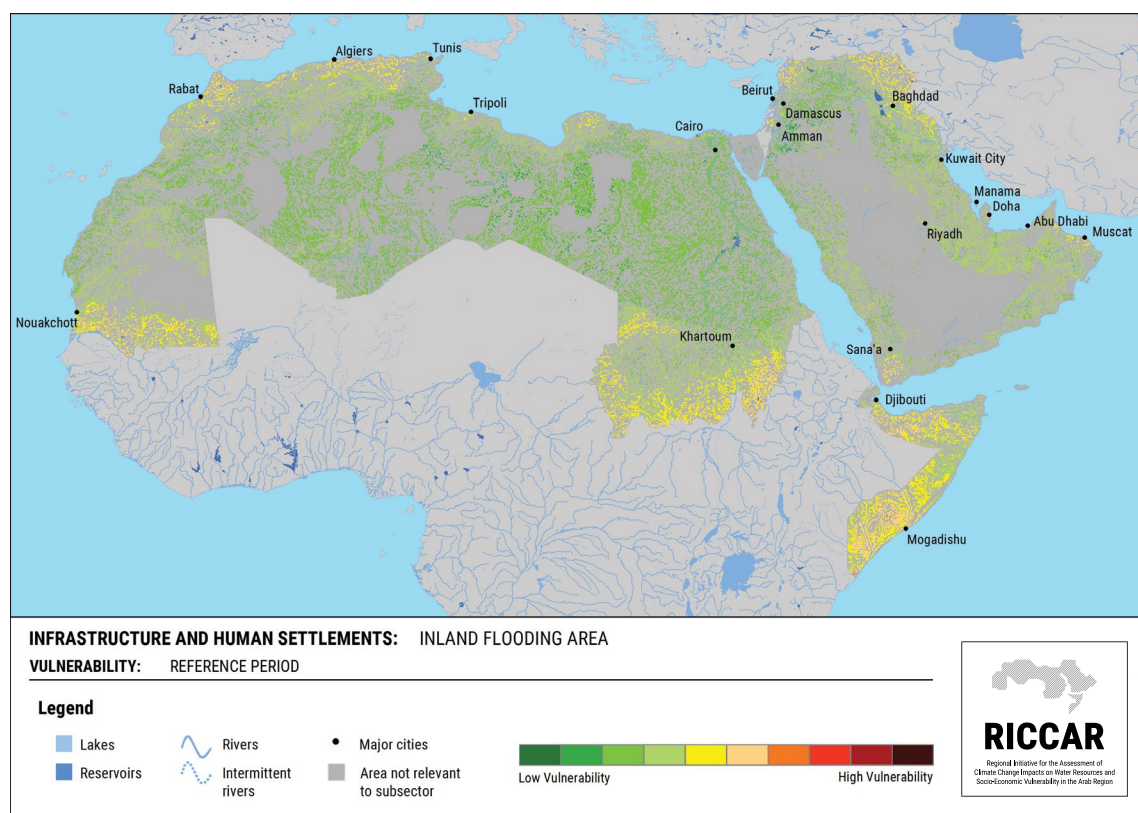 Algiers
Tunis
Rabat
Tripoli
Beirut
Damascus
Amman
Baghdad
Cairo
Kuwait City
Manama
Doha
Abu Dhabi
Riyadh
Muscat
Nouakchott
Khartoum
Sana'a
Djibouti
Mogadishu
INFRASTRUCTURE AND HUMAN SETTLEMENTS: INLAND FLOODING AREA
VULNERABILITY: REFERENCE PERIOD
Legend
Lakes
Reservoirs
Rivers
Intermittent
rivers
Major cities
Area not relevant
to subsector
Low Vulnerability
High Vulnerability
RICCAR
Regional Initiative for the Assessment of
Climate Change Impacts on Water Resources and
Socio-Economic Vulnerability in the Arab Region